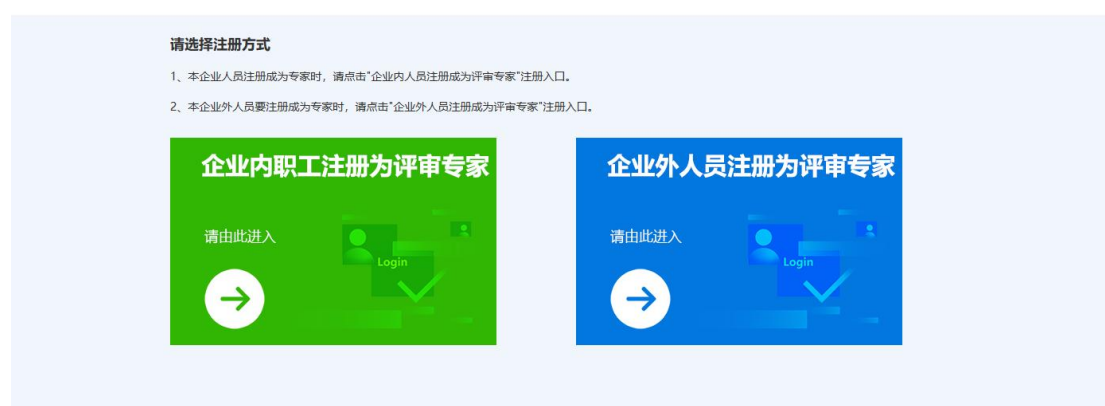 请选择注册方式
1、本企业人员注册成为专家时，请点击"企业内人员注册成为评审专家"注册入口。
2、本企业外人员要注册成为专家时，请点击"企业外人员注册成为评审专家"注册入口。
企业内职工注册为评审专家
请由此进入
Login
企业外人员注册为评审专家
请由此进入
Login